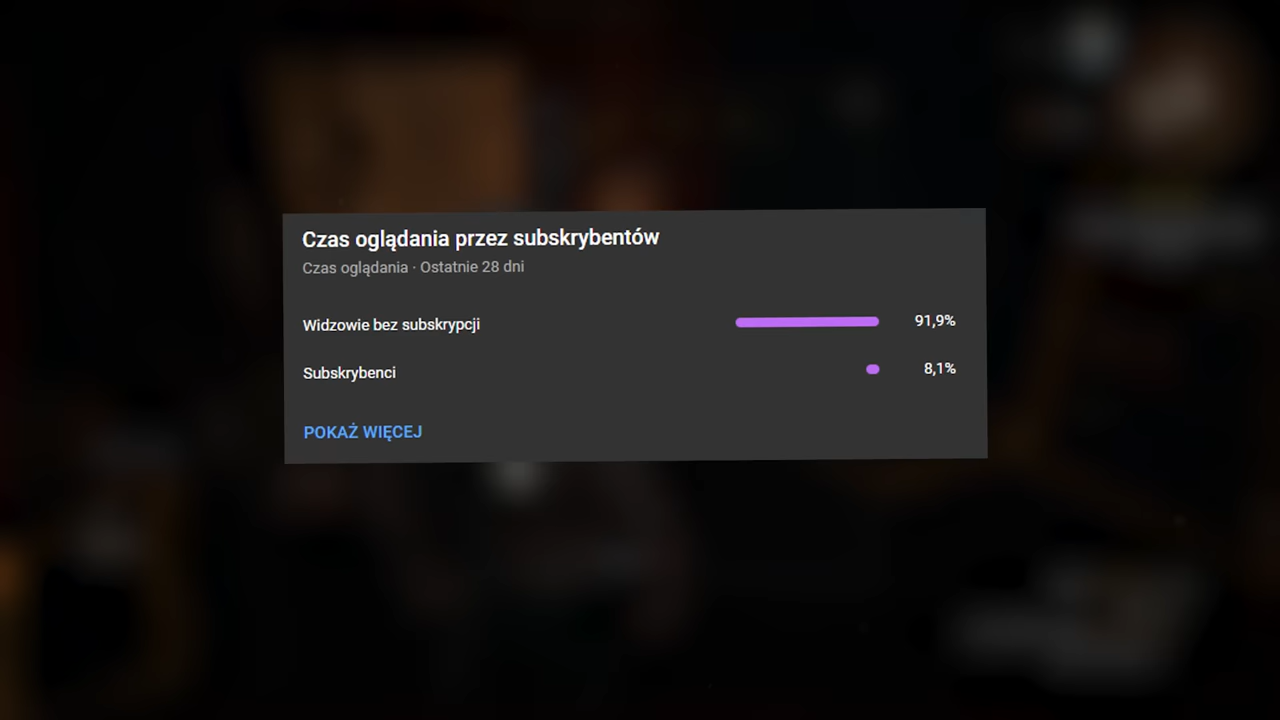 Czas oglądania przez subskrybentów
Czas oglądania · Ostatnie 28 dni
Widzowie bez subskrypcji 91,9%
Subskrybenci 8,1%
POKAŻ WIĘCEJ